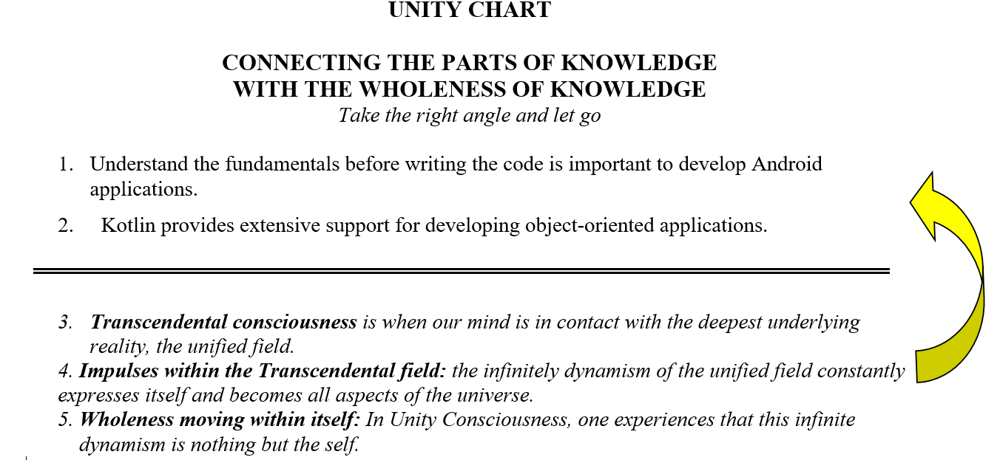 UNITY CHART
CONNECTING THE PARTS OF KNOWLEDGE
WITH THE WHOLENESS OF KNOWLEDGE
Take the right angle and let go
1. Understand the fundamentals before writing the code is important to develop Android
applications.
2. Kotlin provides extensive support for developing object-oriented applications.
3. Transcendental consciousness is when our mind is in contact with the deepest underlying
reality, the unified field.
4. Impulses within the Transcendental field: the infinitely dynamism of the unified field constantly
expresses itself and becomes all aspects of the universe.
5. Wholeness moving within itself: In Unity Consciousness, one experiences that this infinite
dynamism is nothing but the self.